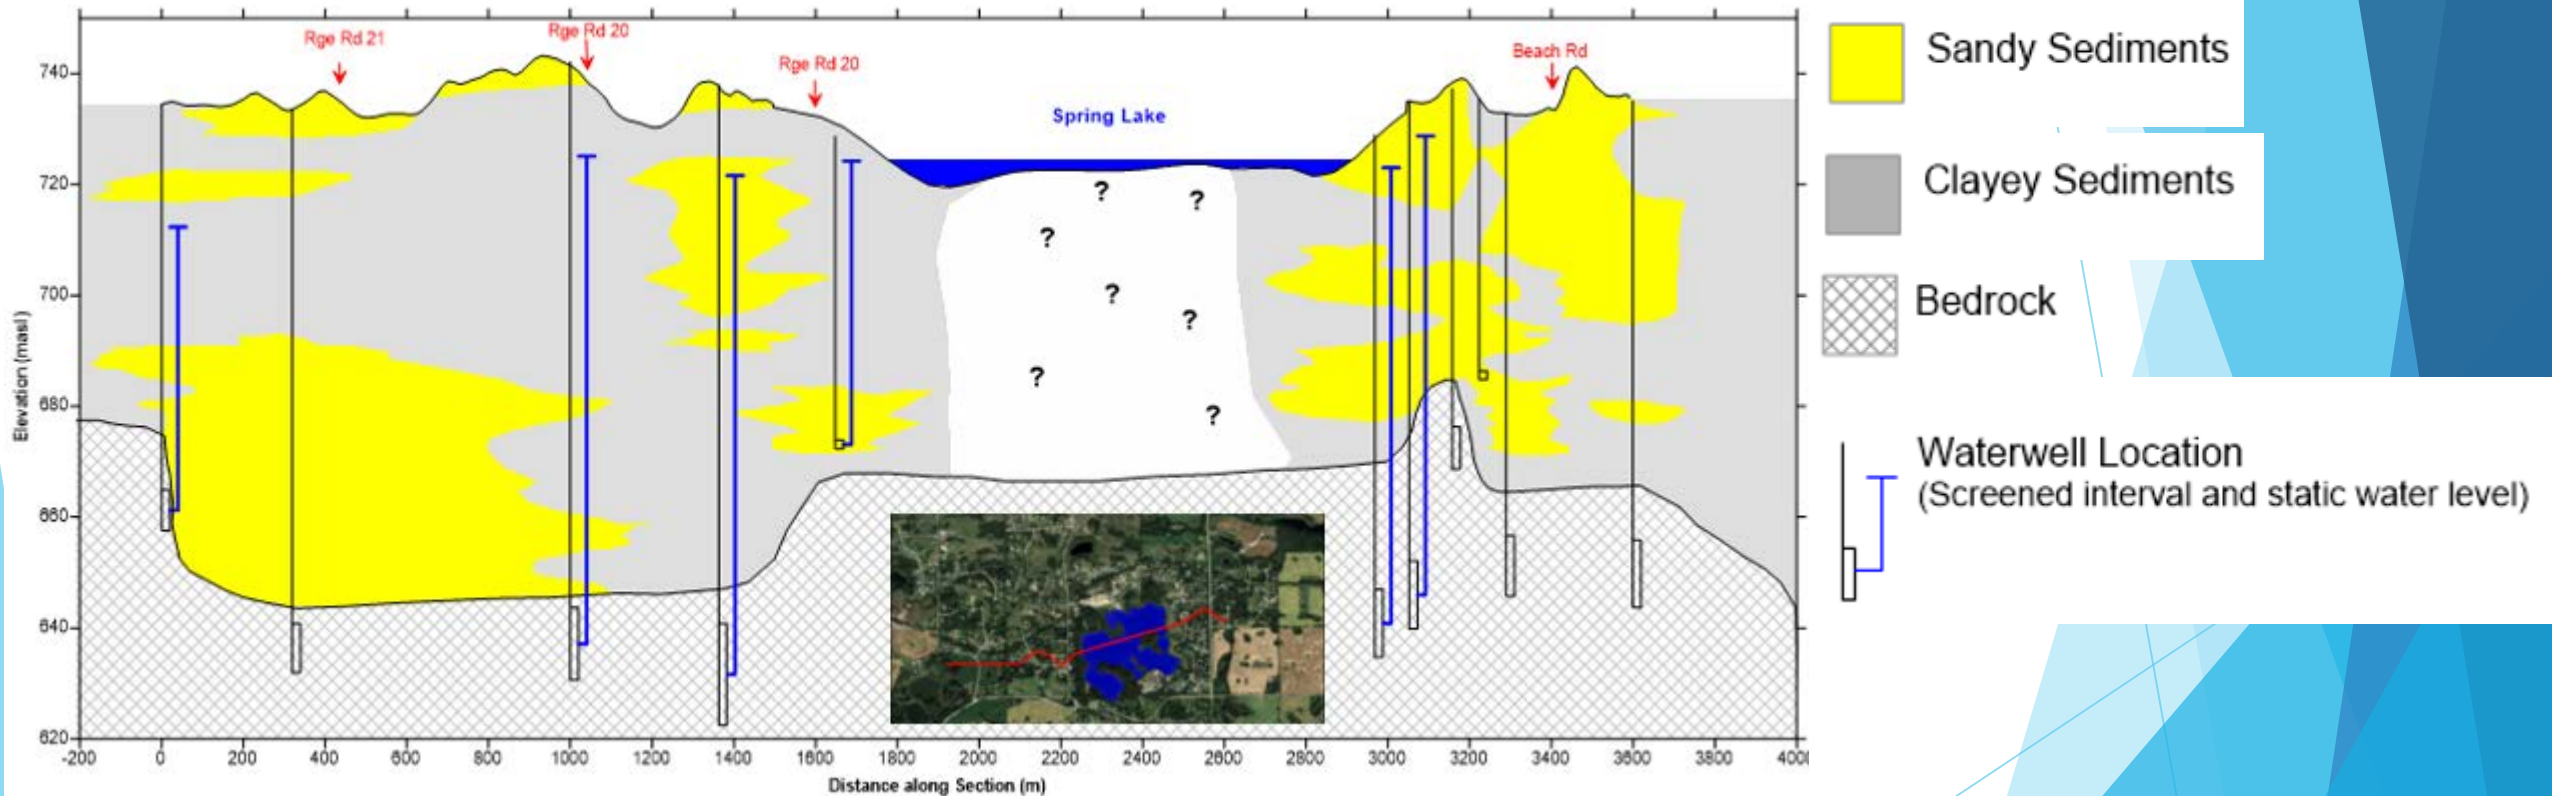 Rge Rd 21
Rge Rd 20
Rge Rd 20
Beach Rd
Spring Lake
Elevation (masl)
740
720
700
680
660
640
620
? ? ? ? ? ? ? ?
-200 0 200 400 600 800 1000 1200 1400 1600 1800 2000 2200 2400 2600 2800 3000 3200 3400 3600 3800 400
Distance along Section (m)
Sandy Sediments
Clayey Sediments
Bedrock
Waterwell Location
(Screened interval and static water level)